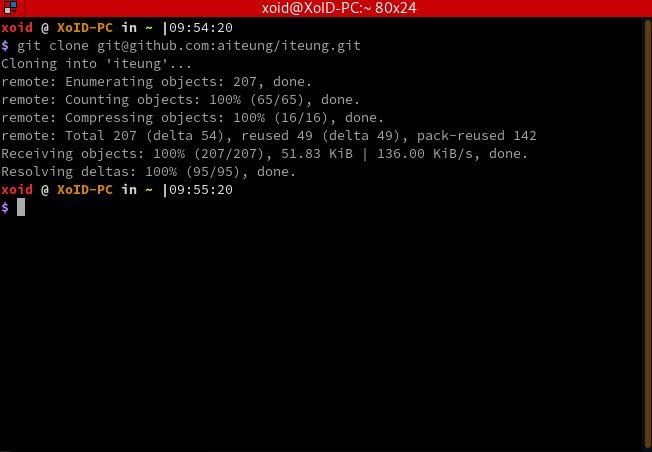 xoid@XoID-PC:~ 80x24
xoid @ XoID-PC in ~ |09:54:20
$ git clone git@github.com:aiteung/iteung.git
Cloning into 'iteung'...
remote: Enumerating objects: 207, done.
remote: Counting objects: 100% (65/65), done.
remote: Compressing objects: 100% (16/16), done.
remote: Total 207 (delta 54), reused 49 (delta 49), pack-reused 142
Receiving objects: 100% (207/207), 51.83 KiB | 136.00 KiB/s, done.
Resolving deltas: 100% (95/95), done.
xoid @ XoID-PC in ~ |09:55:20
$